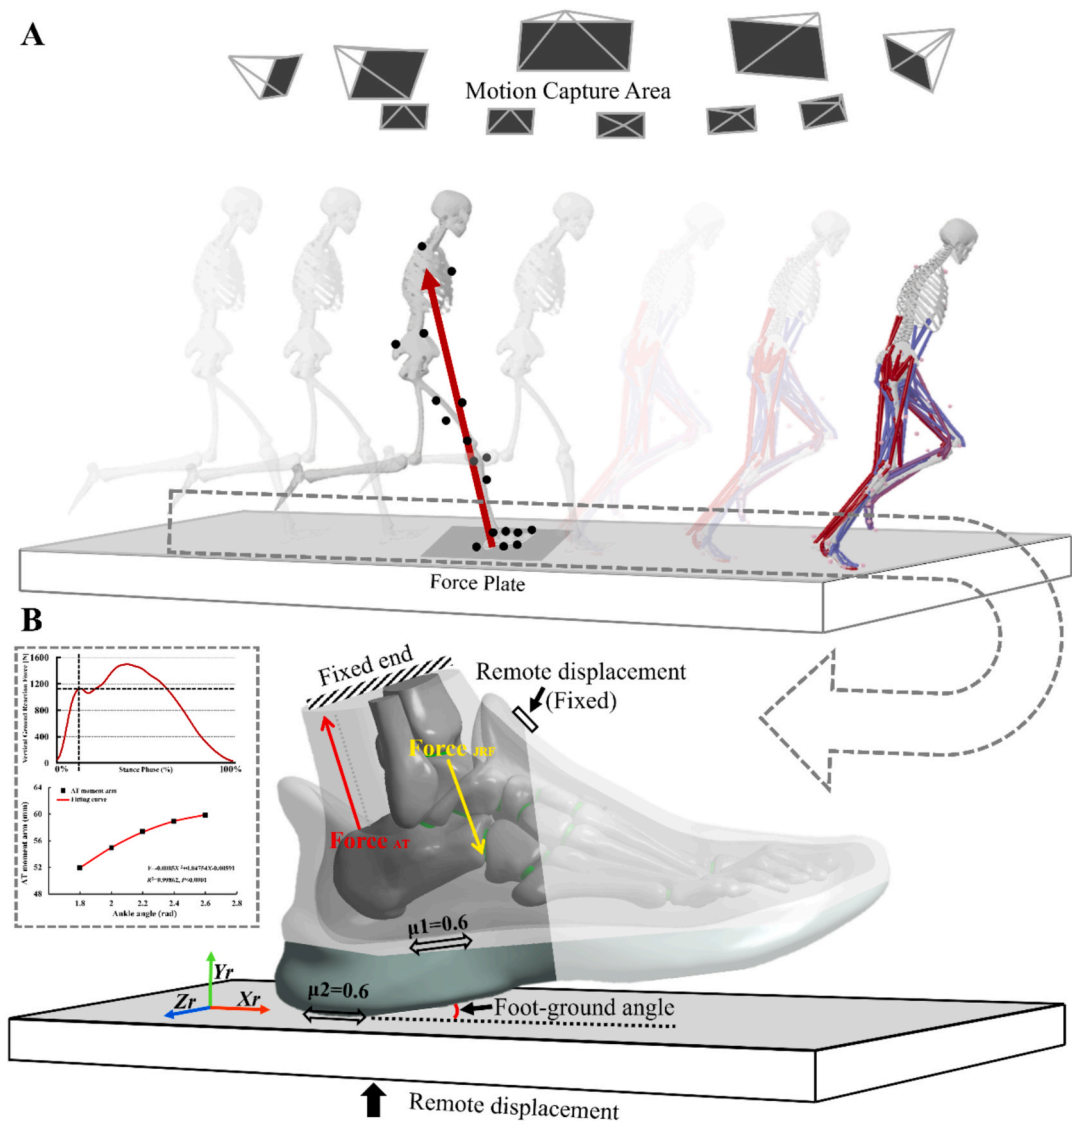 A
Motion Capture Area
Force Plate
B
Fixed end
Remote displacement
(Fixed)
Vertical Ground Reaction Force [N]
1600
1200
800
400
0
0%
Stance Phase (%)
100%
Force JRF
Force AT
AT moment arm (mm)
64
60
56
52
48
AT moment arm
Fitting curve
1.8
2
2.2
2.4
2.6
2.8
Ankle angle (rad)
μ1=0.6
μ2=0.6
Yr
Zr
Xr
Foot-ground angle
Remote displacement